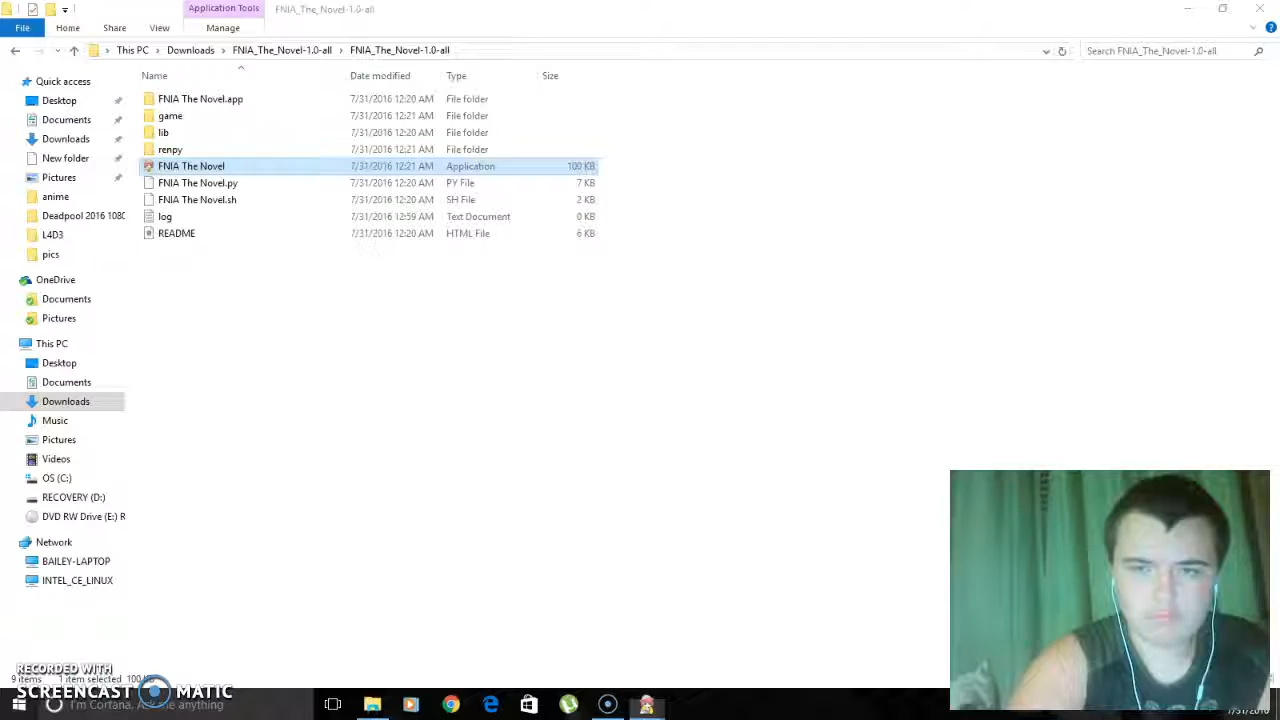 Application Tools
FNIA_The_Novel-1.0-all
File Home Share View Manage
This PC Downloads FNIA_The_Novel-1.0-all FNIA_The_Novel-1.0-all
Search FNIA_The_Novel-1.0-all
Name Date modified Type Size
Quick access
Desktop
Documents
Downloads
New folder
Pictures
anime
Deadpool 2016 1080
L4D3
pics
OneDrive
Documents
Pictures
This PC
Desktop
Documents
Downloads
Music
Pictures
Videos
OS (C:)
RECOVERY (D:)
DVD RW Drive (E:) R
Network
BAILEY-LAPTOP
INTEL_CE_LINUX
FNIA The Novel.app 7/31/2016 12:20 AM File folder
game 7/31/2016 12:21 AM File folder
lib 7/31/2016 12:20 AM File folder
renpy 7/31/2016 12:21 AM File folder
FNIA The Novel 7/31/2016 12:21 AM Application 100 KB
FNIA The Novel.py 7/31/2016 12:20 AM PY File 7 KB
FNIA The Novel.sh 7/31/2016 12:20 AM SH File 2 KB
log 7/31/2016 12:59 AM Text Document 0 KB
README 7/31/2016 12:20 AM HTML File 6 KB
RECORDED WITH
9 items 1 item selected 100 KB
SCREENCAST MATIC
I'm Cortana. Ask me anything
7/31/2016